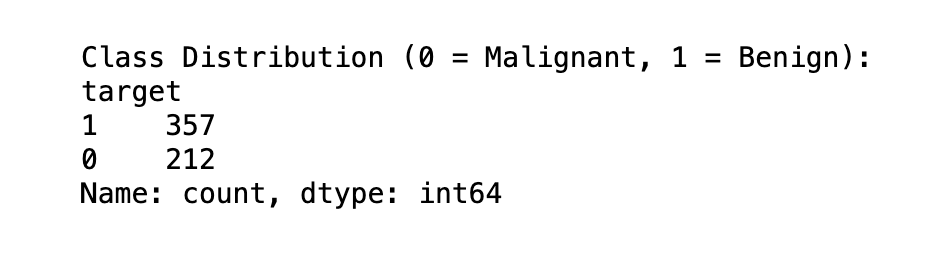 Class Distribution (0 = Malignant, 1 = Benign):
target
1    357
0    212
Name: count, dtype: int64